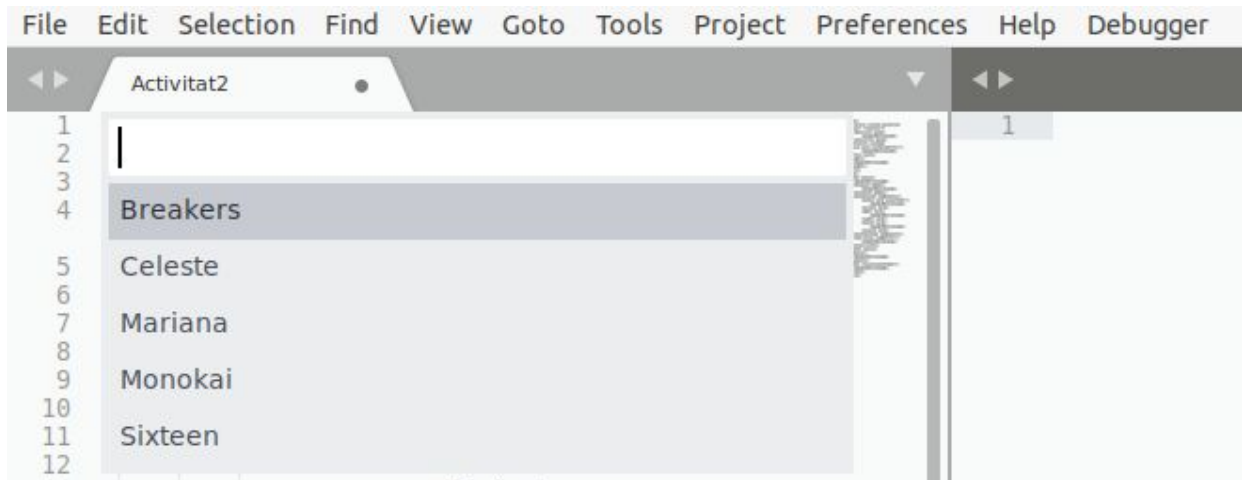 File Edit Selection Find View Goto Tools Project Preferences Help Debugger
Activitat2
1
2
3
4
5
6
7
8
9
10
11
12
Breakers
Celeste
Mariana
Monokai
Sixteen
1